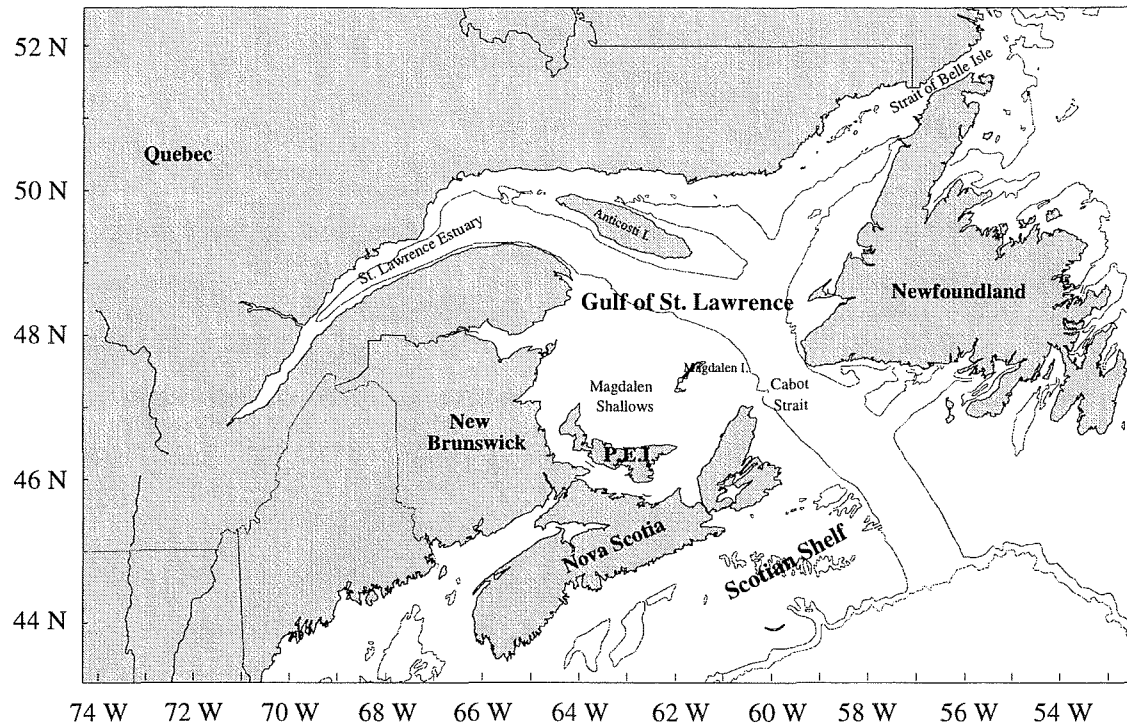 52 N
50 N
48 N
46 N
44 N
Strait of Belle Isle
Quebec
Anticosti I.
St. Lawrence Estuary
Gulf of St. Lawrence
Newfoundland
Magdalen I.
Magdalen
Shallows
Cabot
Strait
New
Brunswick
P.E.I.
Nova Scotia
Scotian Shelf
74 W 72 W 70 W 68 W 66 W 64 W 62 W 60 W 58 W 56 W 54 W